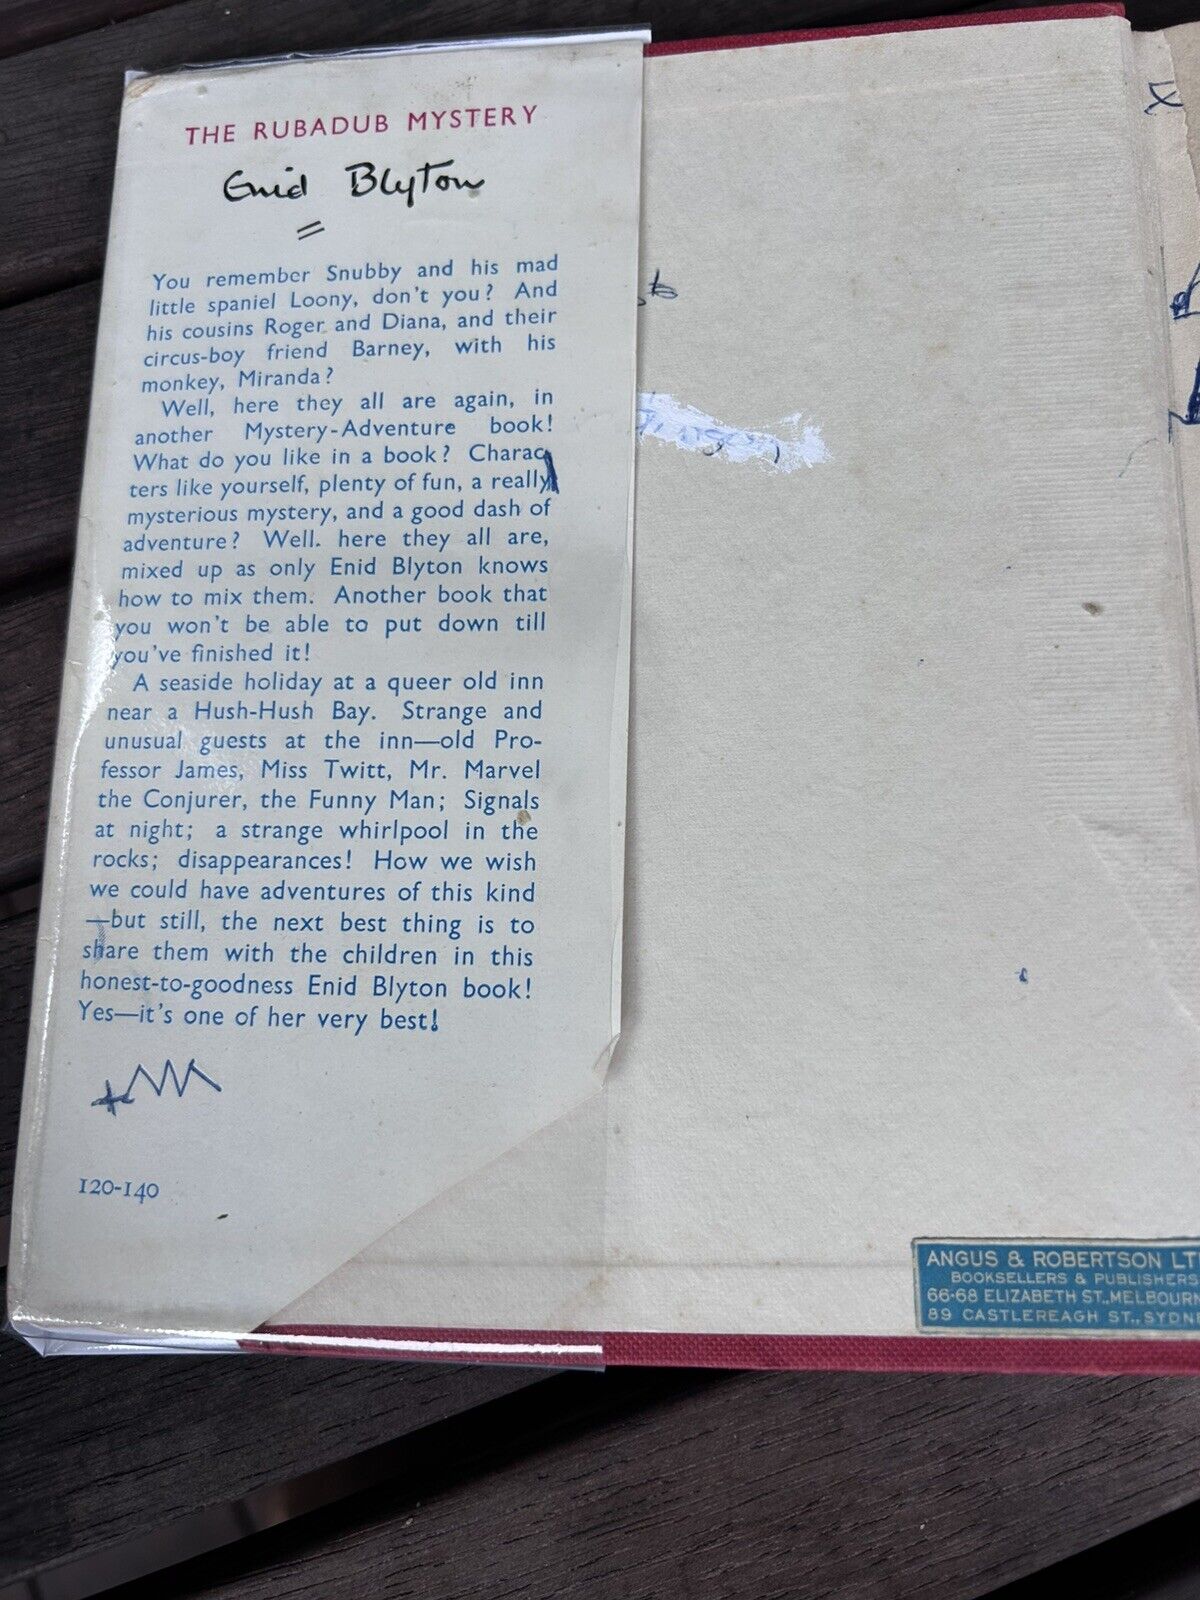 THE RUBADUB MYSTERY
Enid Blyton
You remember Snubby and his mad
little spaniel Loony, don't you? And
his cousins Roger and Diana, and their
circus-boy friend Barney, with his
monkey, Miranda?
Well, here they all are again, in
another Mystery-Adventure book!
What do you like in a book? Charac-
ters like yourself, plenty of fun, a really
mysterious mystery, and a good dash of
adventure? Well. here they all are,
mixed up as only Enid Blyton knows
how to mix them. Another book that
you won't be able to put down till
you've finished it!
A seaside holiday at a queer old inn
near a Hush-Hush Bay. Strange and
unusual guests at the inn—old Pro-
fessor James, Miss Twitt, Mr. Marvel
the Conjurer, the Funny Man; Signals
at night; a strange whirlpool in the
rocks; disappearances! How we wish
we could have adventures of this kind
—but still, the next best thing is to
share them with the children in this
honest-to-goodness Enid Blyton book!
Yes—it's one of her very best!
120-140
ANGUS & ROBERTSON LT
BOOKSELLERS & PUBLISHERS
66-68 ELIZABETH ST., MELBOURN
89 CASTLEREAGH ST., SYDNE